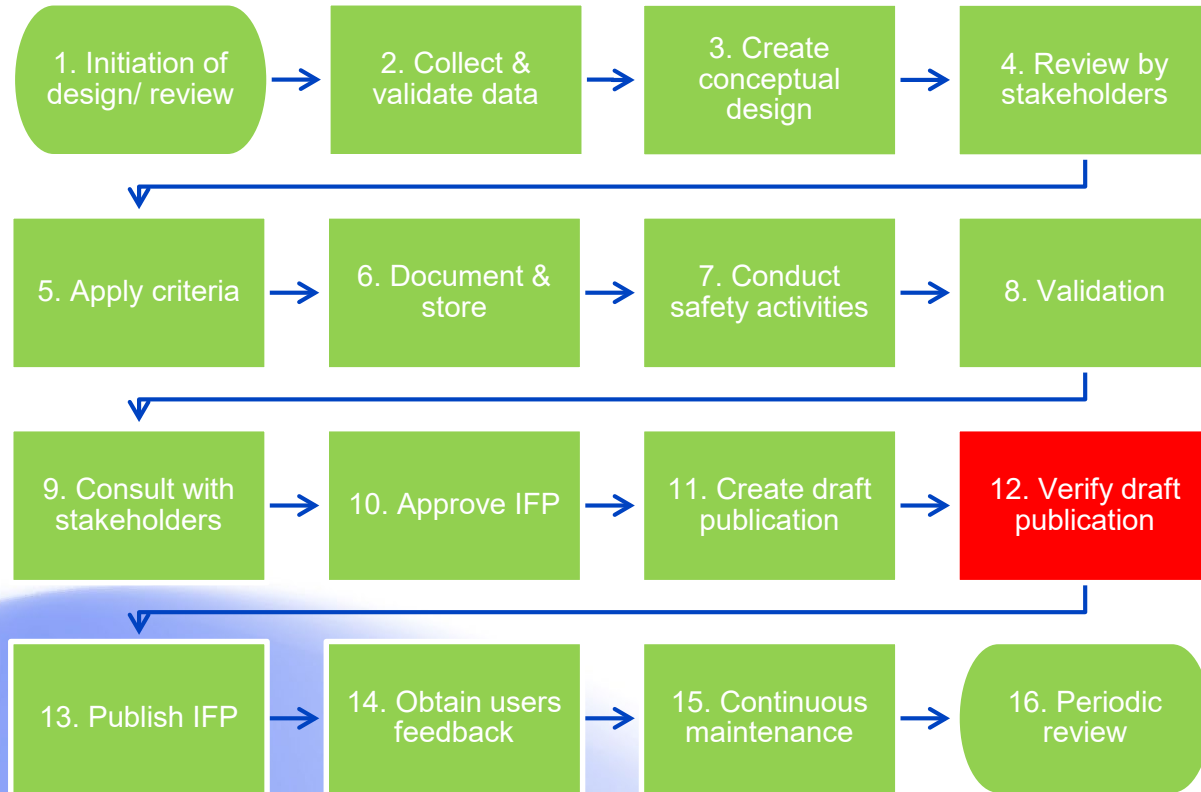 1. Initiation of
design/ review
2. Collect &
validate data
3. Create
conceptual
design
4. Review by
stakeholders
5. Apply criteria
6. Document &
store
7. Conduct
safety activities
8. Validation
9. Consult with
stakeholders
10. Approve IFP
11. Create draft
publication
12. Verify draft
publication
13. Publish IFP
14. Obtain users
feedback
15. Continuous
maintenance
16. Periodic
review